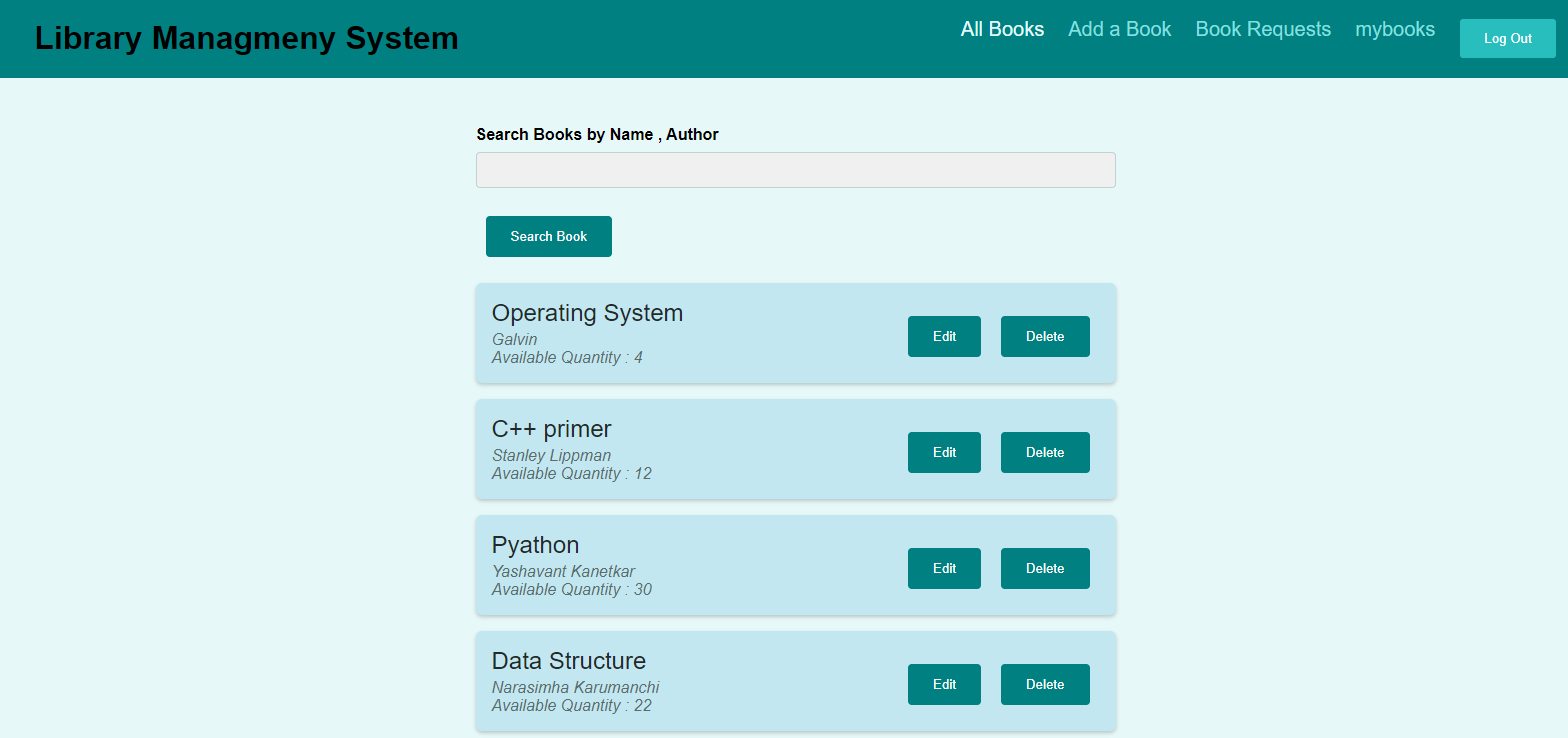 Library Managmeny System
All Books Add a Book Book Requests mybooks Log Out
Search Books by Name , Author
Search Book
Operating System
Galvin
Available Quantity : 4
Edit Delete
C++ primer
Stanley Lippman
Available Quantity : 12
Edit Delete
Pyathon
Yashavant Kanetkar
Available Quantity : 30
Edit Delete
Data Structure
Narasimha Karumanchi
Available Quantity : 22
Edit Delete